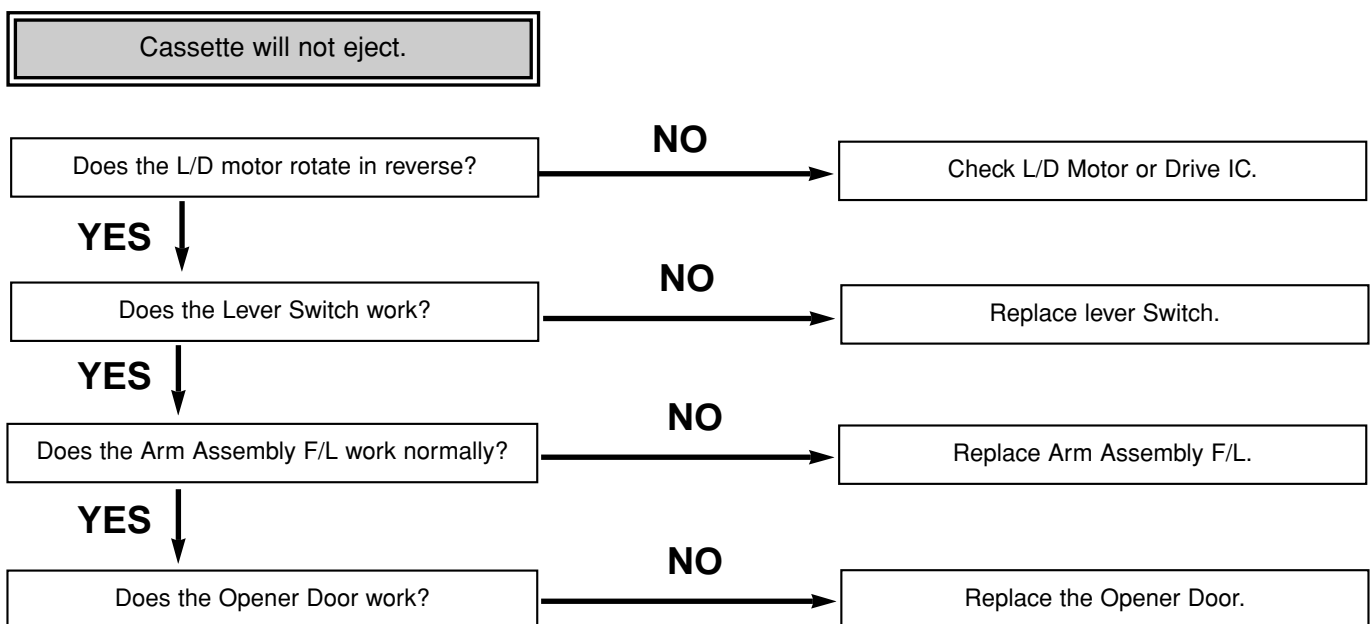 Cassette will not eject.
Does the L/D motor rotate in reverse?
NO
Check L/D Motor or Drive IC.
YES
Does the Lever Switch work?
NO
Replace lever Switch.
YES
Does the Arm Assembly F/L work normally?
NO
Replace Arm Assembly F/L.
YES
Does the Opener Door work?
NO
Replace the Opener Door.